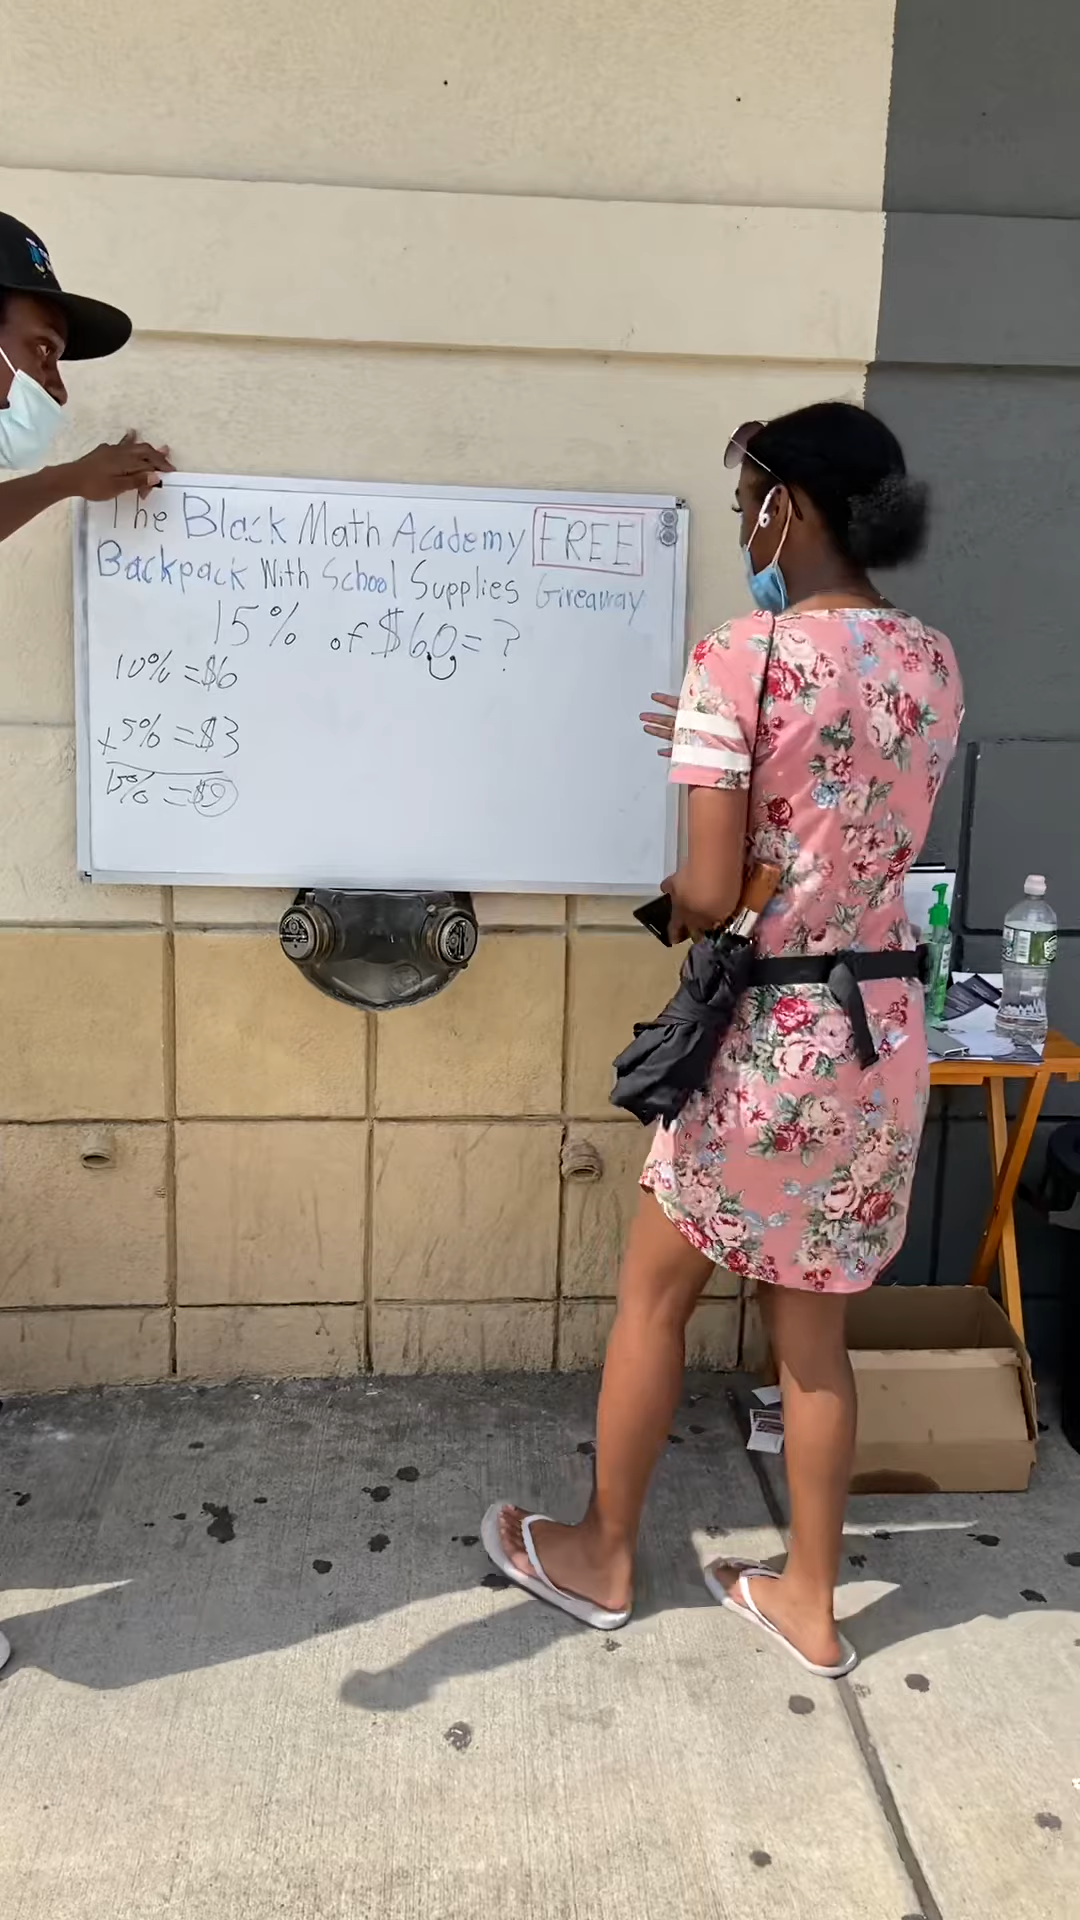 The Black Math Academy FREE
Backpack With School Supplies Giveaway
15% of $60 = ?
10% = $6
+5% = $3
15% = $9